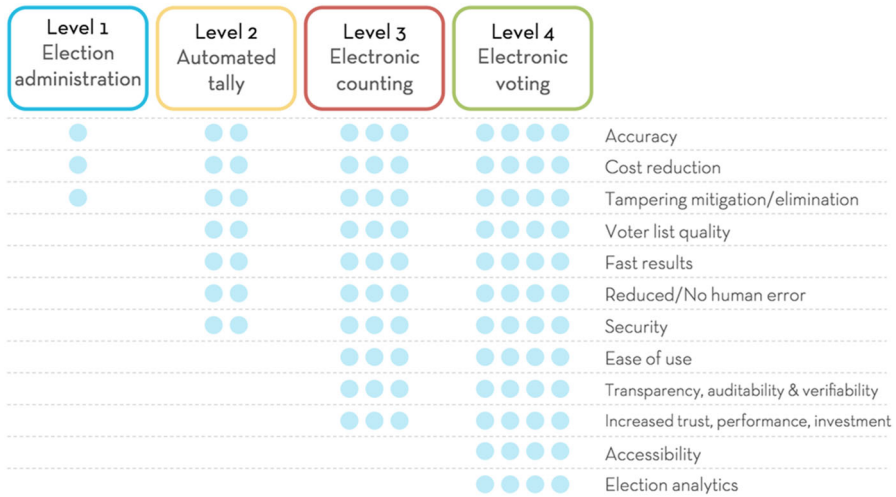 Level 1
Election
administration
Level 2
Automated
tally
Level 3
Electronic
counting
Level 4
Electronic
voting
Accuracy
Cost reduction
Tampering mitigation/elimination
Voter list quality
Fast results
Reduced/No human error
Security
Ease of use
Transparency, auditability & verifiability
Increased trust, performance, investment
Accessibility
Election analytics